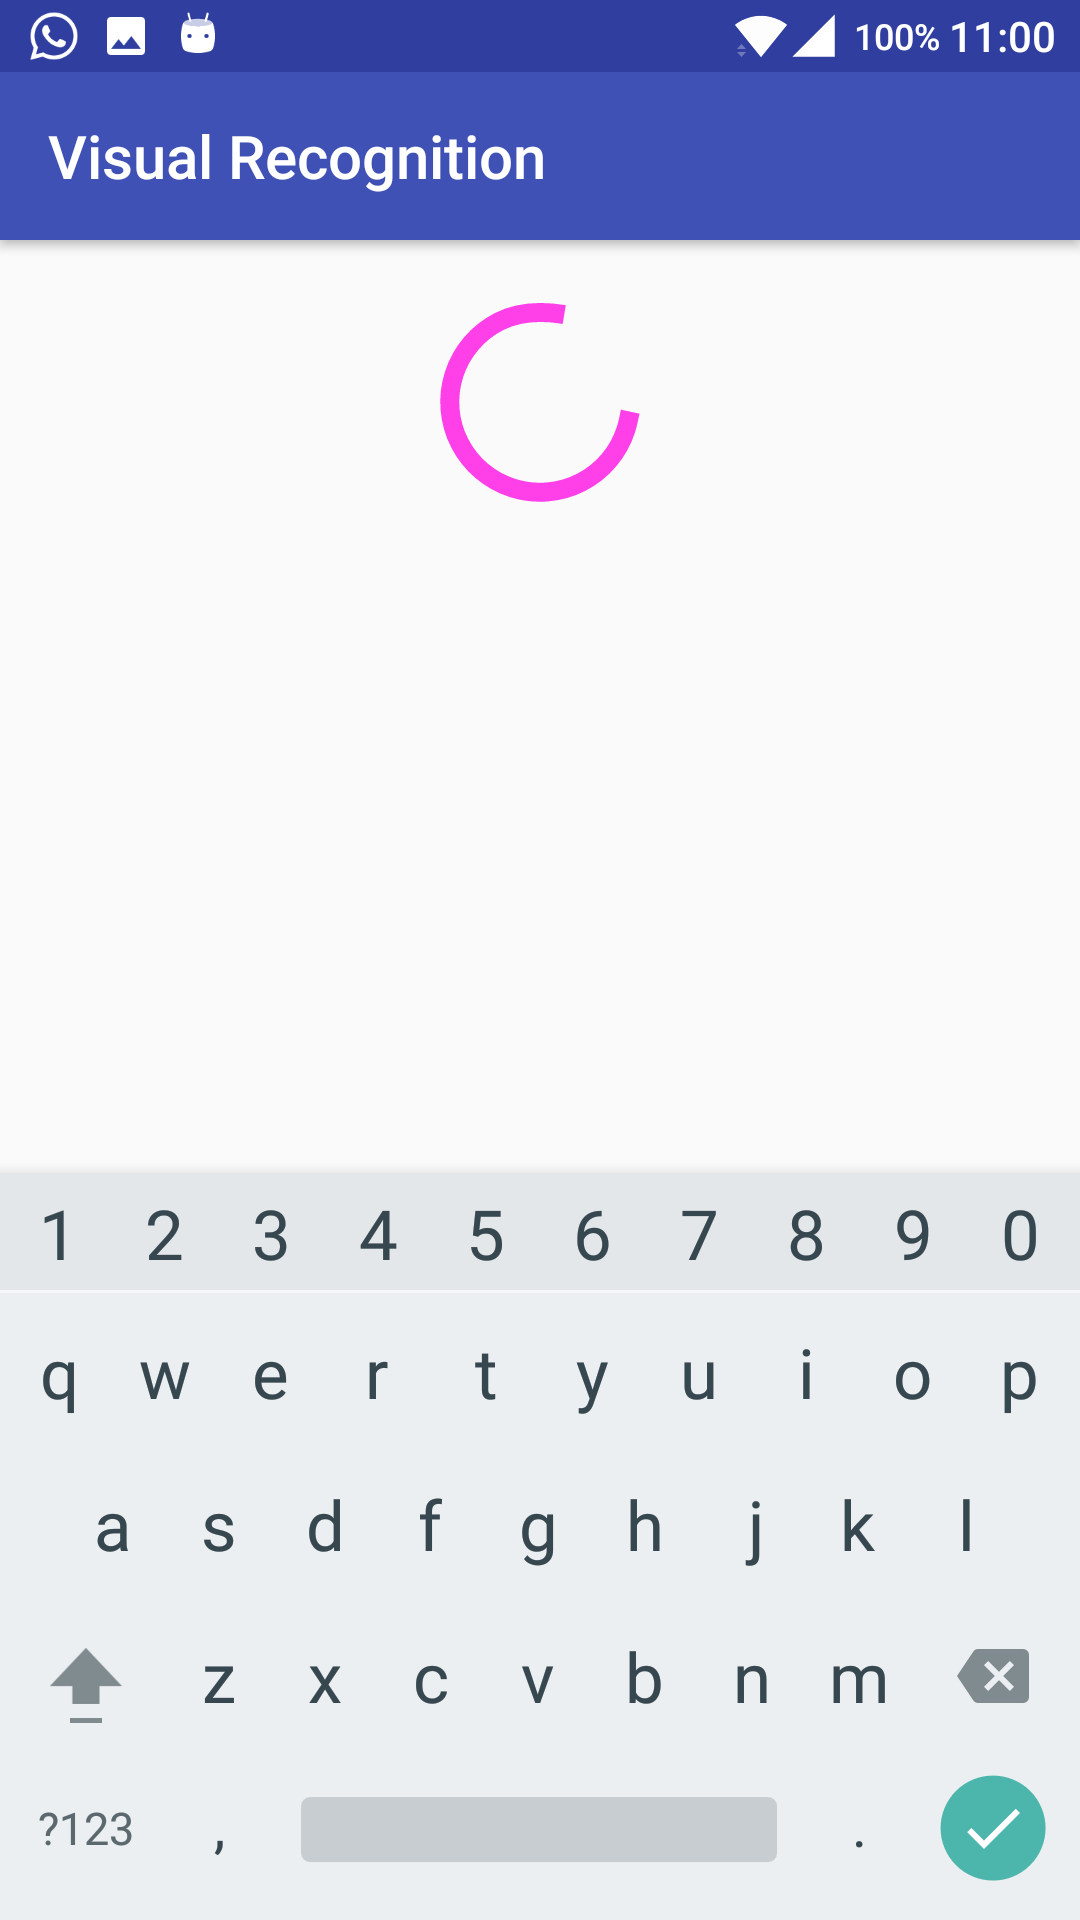 100% 11:00
Visual Recognition
1 2 3 4 5 6 7 8 9 0
q w e r t y u i o p
a s d f g h j k l
z x c v b n m
?123 , .